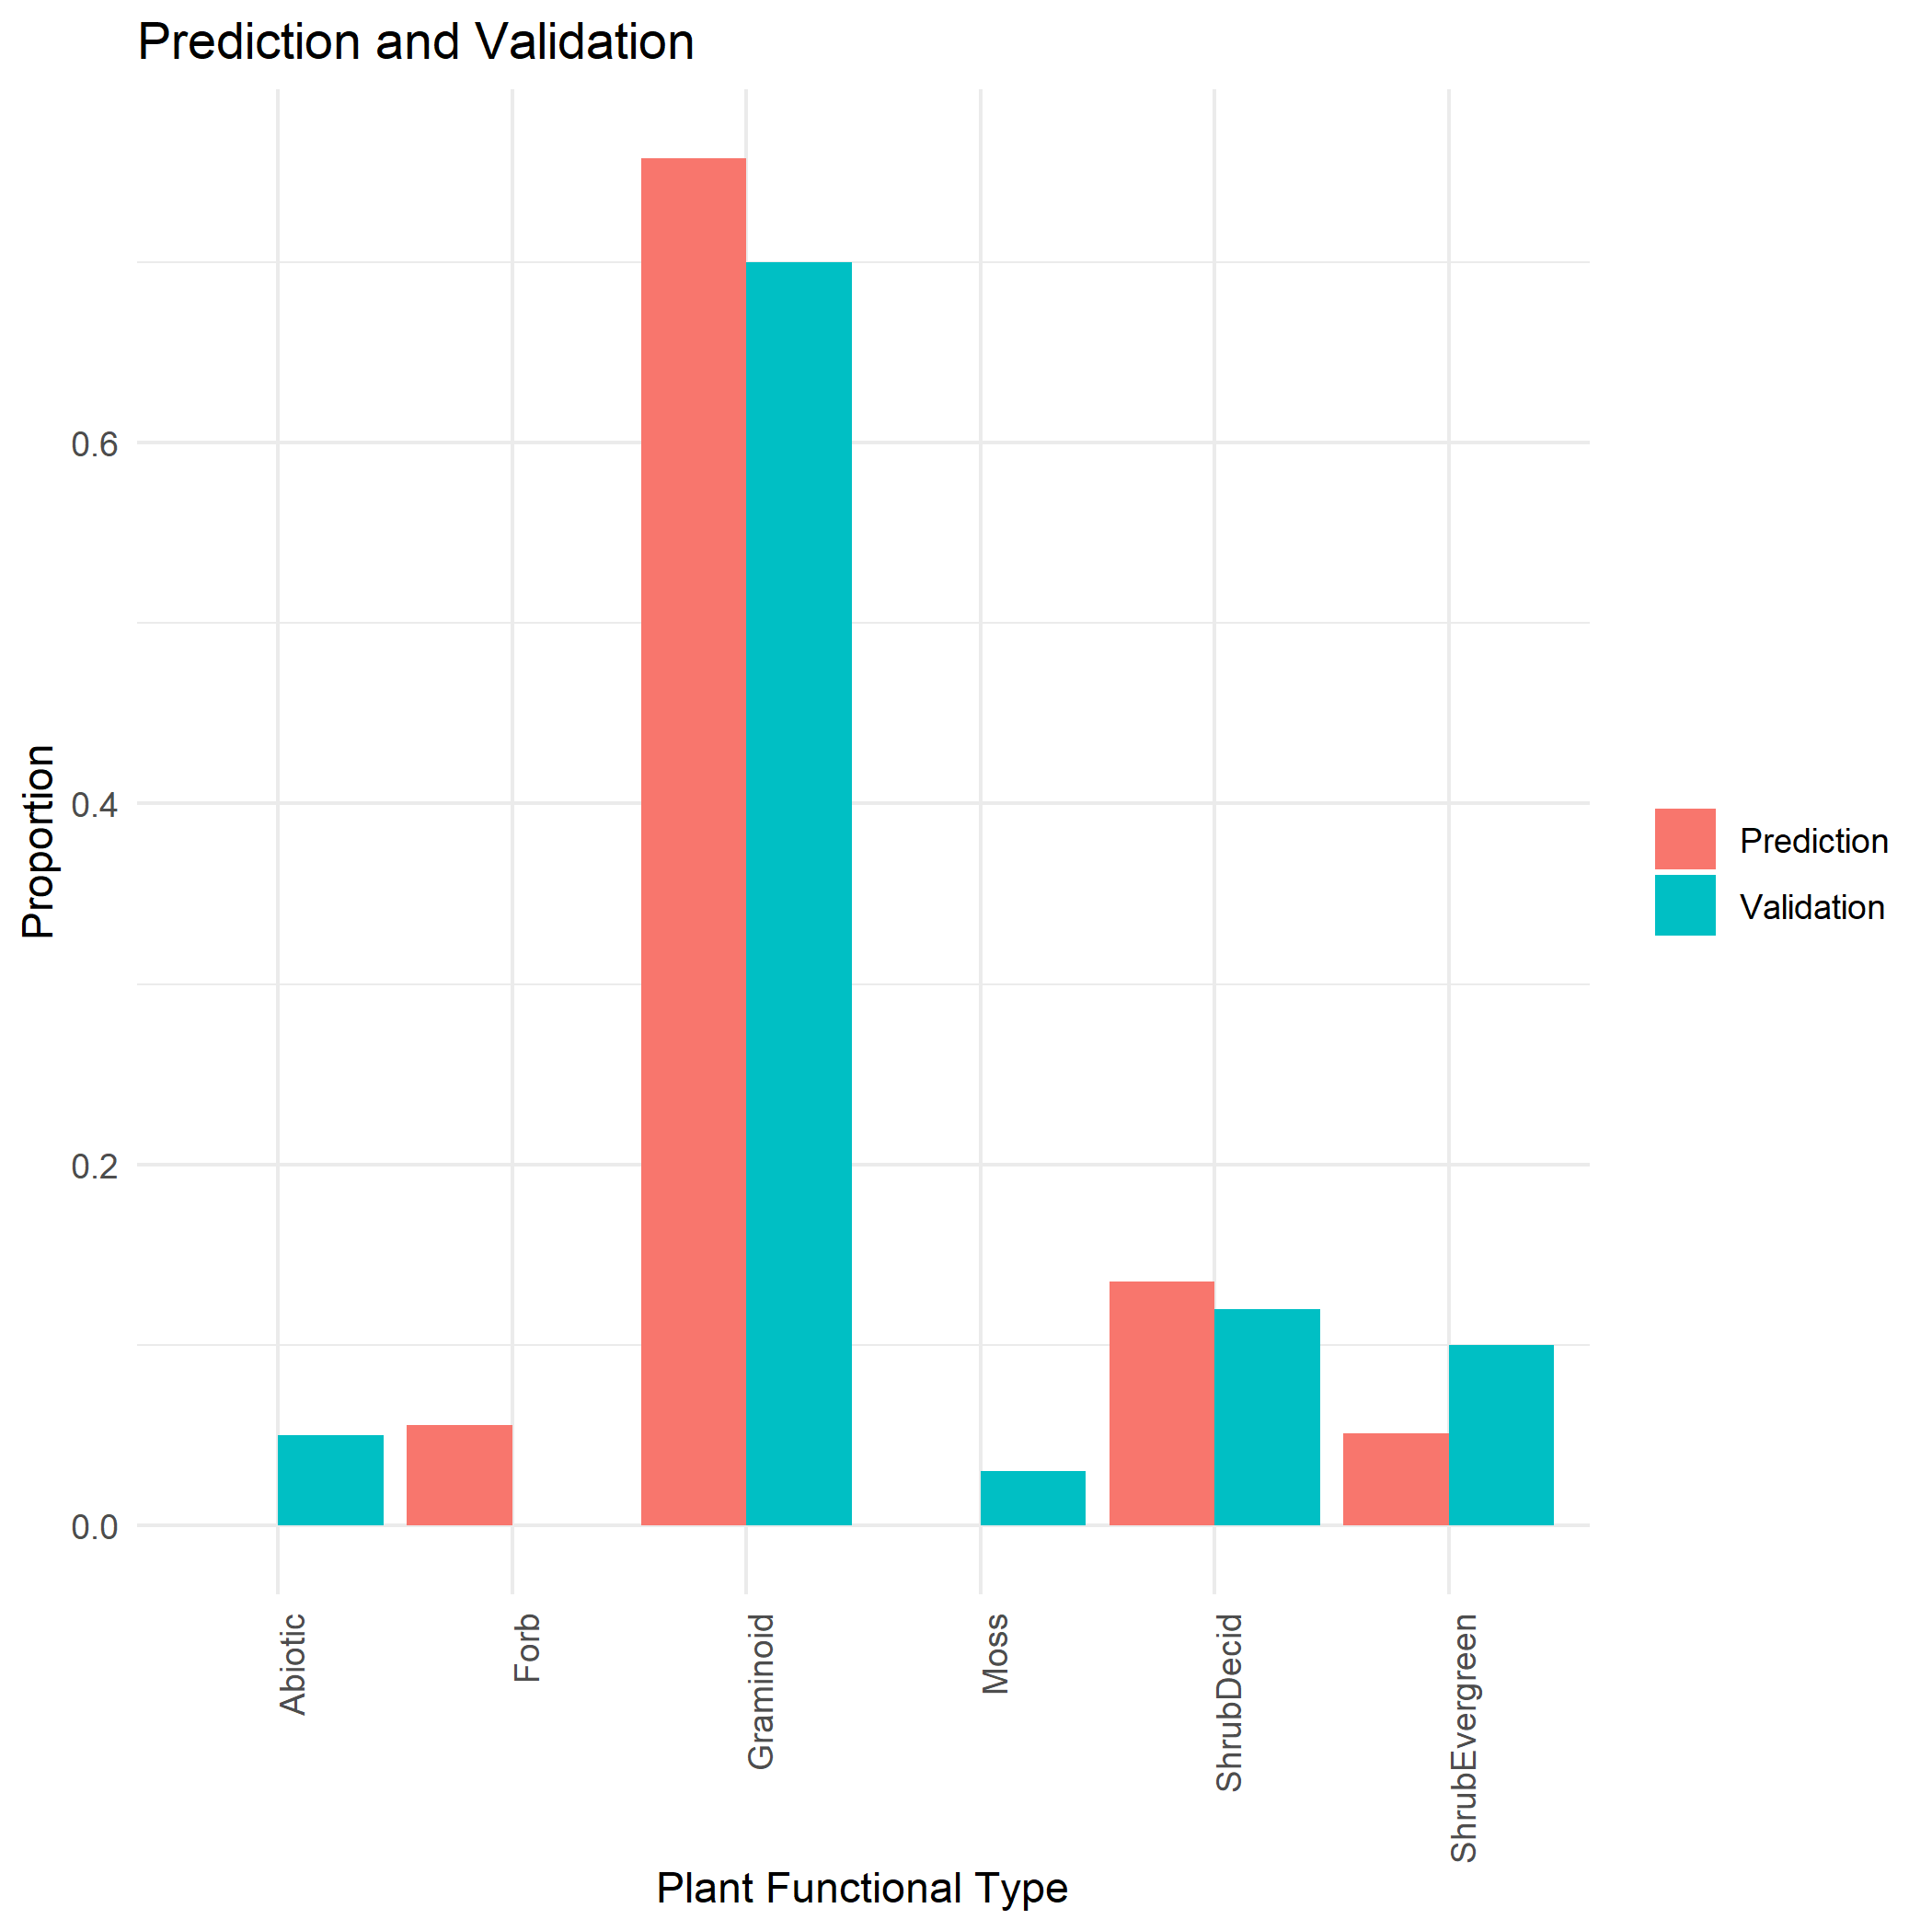 Prediction and Validation
Proportion
0.6
0.4
0.2
0.0
Abiotic
Forb
Graminoid
Moss
ShrubDecid
ShrubEvergreen
Plant Functional Type
Prediction
Validation